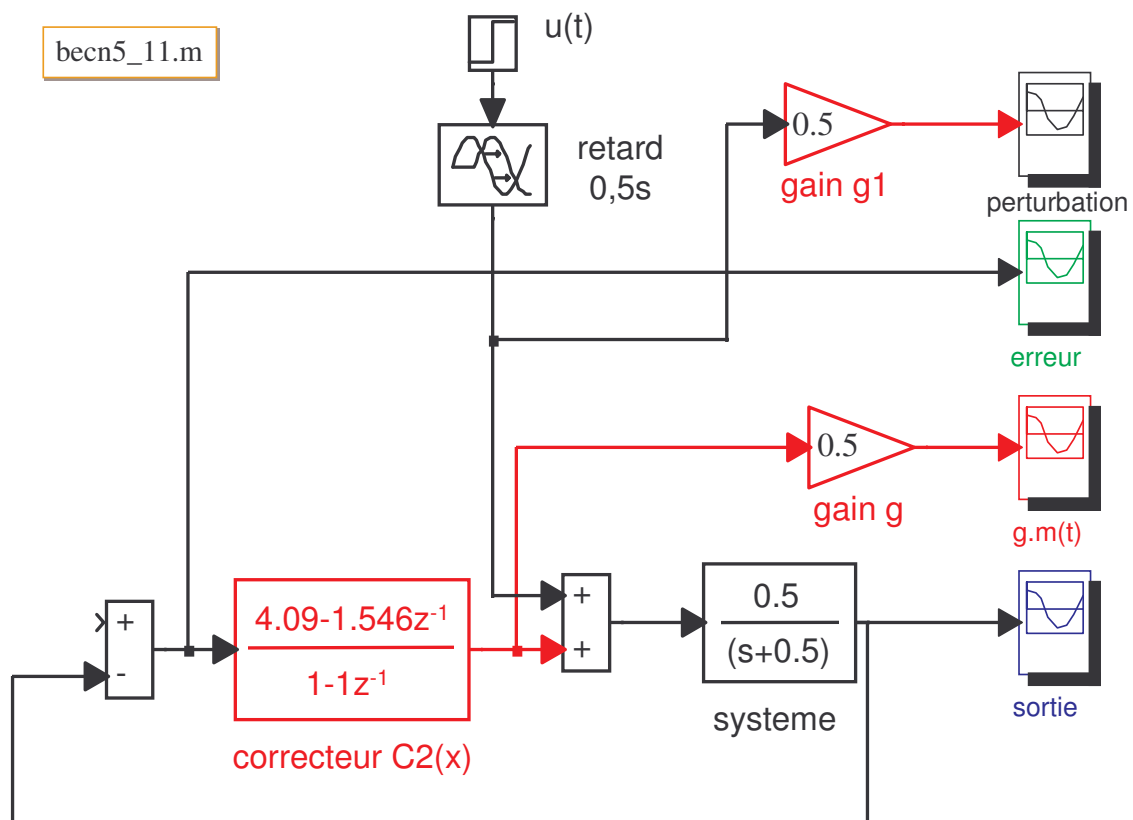 becn5_11.m
u(t)
retard
0,5s
0.5
gain g1
perturbation
erreur
0.5
gain g
g.m(t)
+
-
4.09-1.546z⁻¹
1-1z⁻¹
correcteur C2(x)
+
+
0.5
(s+0.5)
systeme
sortie